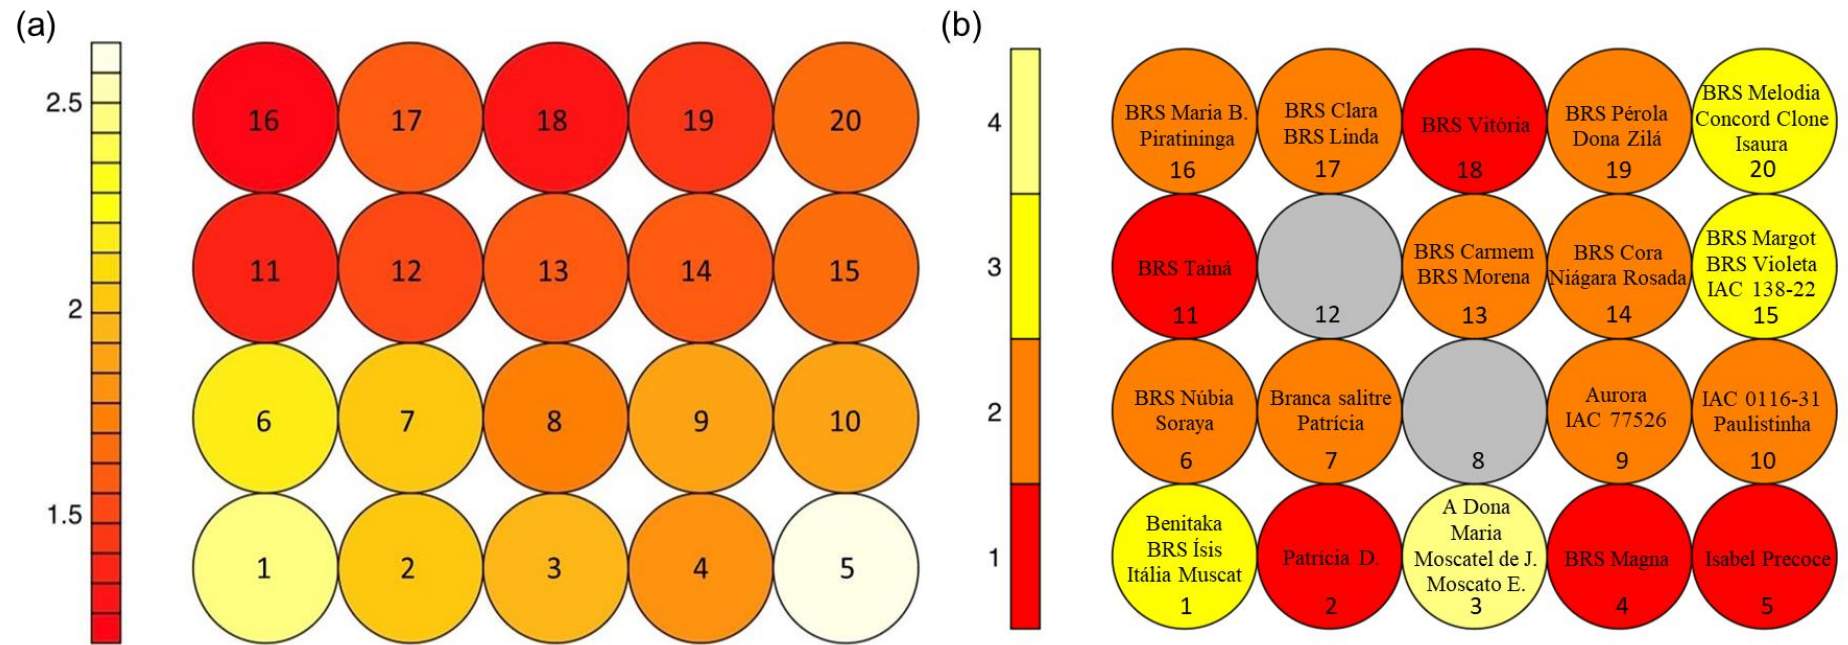 (a)
2.5
2
1.5
16
17
18
19
20
11
12
13
14
15
6
7
8
9
10
1
2
3
4
5
(b)
4
3
2
1
BRS Maria B.
Piratininga
16
BRS Clara
BRS Linda
17
BRS Vitória
18
BRS Pérola
Dona Zilá
19
BRS Melodia
Concord Clone
Isaura
20
BRS Tainá
11
12
BRS Carmem
BRS Morena
13
BRS Cora
Niágara Rosada
14
BRS Margot
BRS Violeta
IAC 138-22
15
BRS Núbia
Soraya
6
Branca salitre
Patrícia
7
8
Aurora
IAC 77526
9
IAC 0116-31
Paulistinha
10
Benitaka
BRS Ísis
Itália Muscat
1
Patrícia D.
2
A Dona
Maria
Moscatel de J.
Moscato E.
3
BRS Magna
4
Isabel Precoce
5